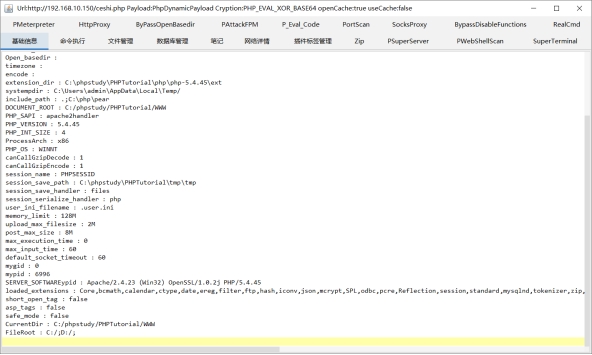 Url:http://192.168.10.150/ceshi.php Payload:PhpDynamicPayload Cryption:PHP_EVAL_XOR_BASE64 openCache:true useCache:false
PMeterpreter HttpProxy ByPassOpenBasedir PAttackFPM P_Eval_Code PortScan SocksProxy BypassDisableFunctions RealCmd
基础信息 命令执行 文件管理 数据库管理 笔记 网络详情 插件标签管理 Zip PSuperServer PWebShellScan SuperTerminal
Open_basedir :
timezone :
encode :
extension_dir : C:\phpstudy\PHPTutorial\php\php-5.4.45\ext
systempdir : C:\Users\admin\AppData\Local\Temp/
include_path : .;C:\php\pear
DOCUMENT_ROOT : C:/phpstudy/PHPTutorial/WWW
PHP_SAPI : apache2handler
PHP_VERSION : 5.4.45
PHP_INT_SIZE : 4
ProcessArch : x86
PHP_OS : WINNT
canCallGzipDecode : 1
canCallGzipEncode : 1
session_name : PHPSESSID
session_save_path : C:\phpstudy\PHPTutorial\tmp\tmp
session_save_handler : files
session_serialize_handler : php
user_ini_filename : .user.ini
memory_limit : 128M
upload_max_filesize : 2M
post_max_size : 8M
max_execution_time : 0
max_input_time : 60
default_socket_timeout : 60
mygid : 0
mypid : 6996
SERVER_SOFTWAREypid : Apache/2.4.23 (Win32) OpenSSL/1.0.2j PHP/5.4.45
loaded_extensions : Core,bcmath,calendar,ctype,date,ereg,filter,ftp,hash,iconv,json,mcrypt,SPL,odbc,pcre,Reflection,session,standard,mysqlnd,tokenizer,zip,
short_open_tag : false
asp_tags : false
safe_mode : false
CurrentDir : C:/phpstudy/PHPTutorial/WWW
FileRoot : C:/;D:/;